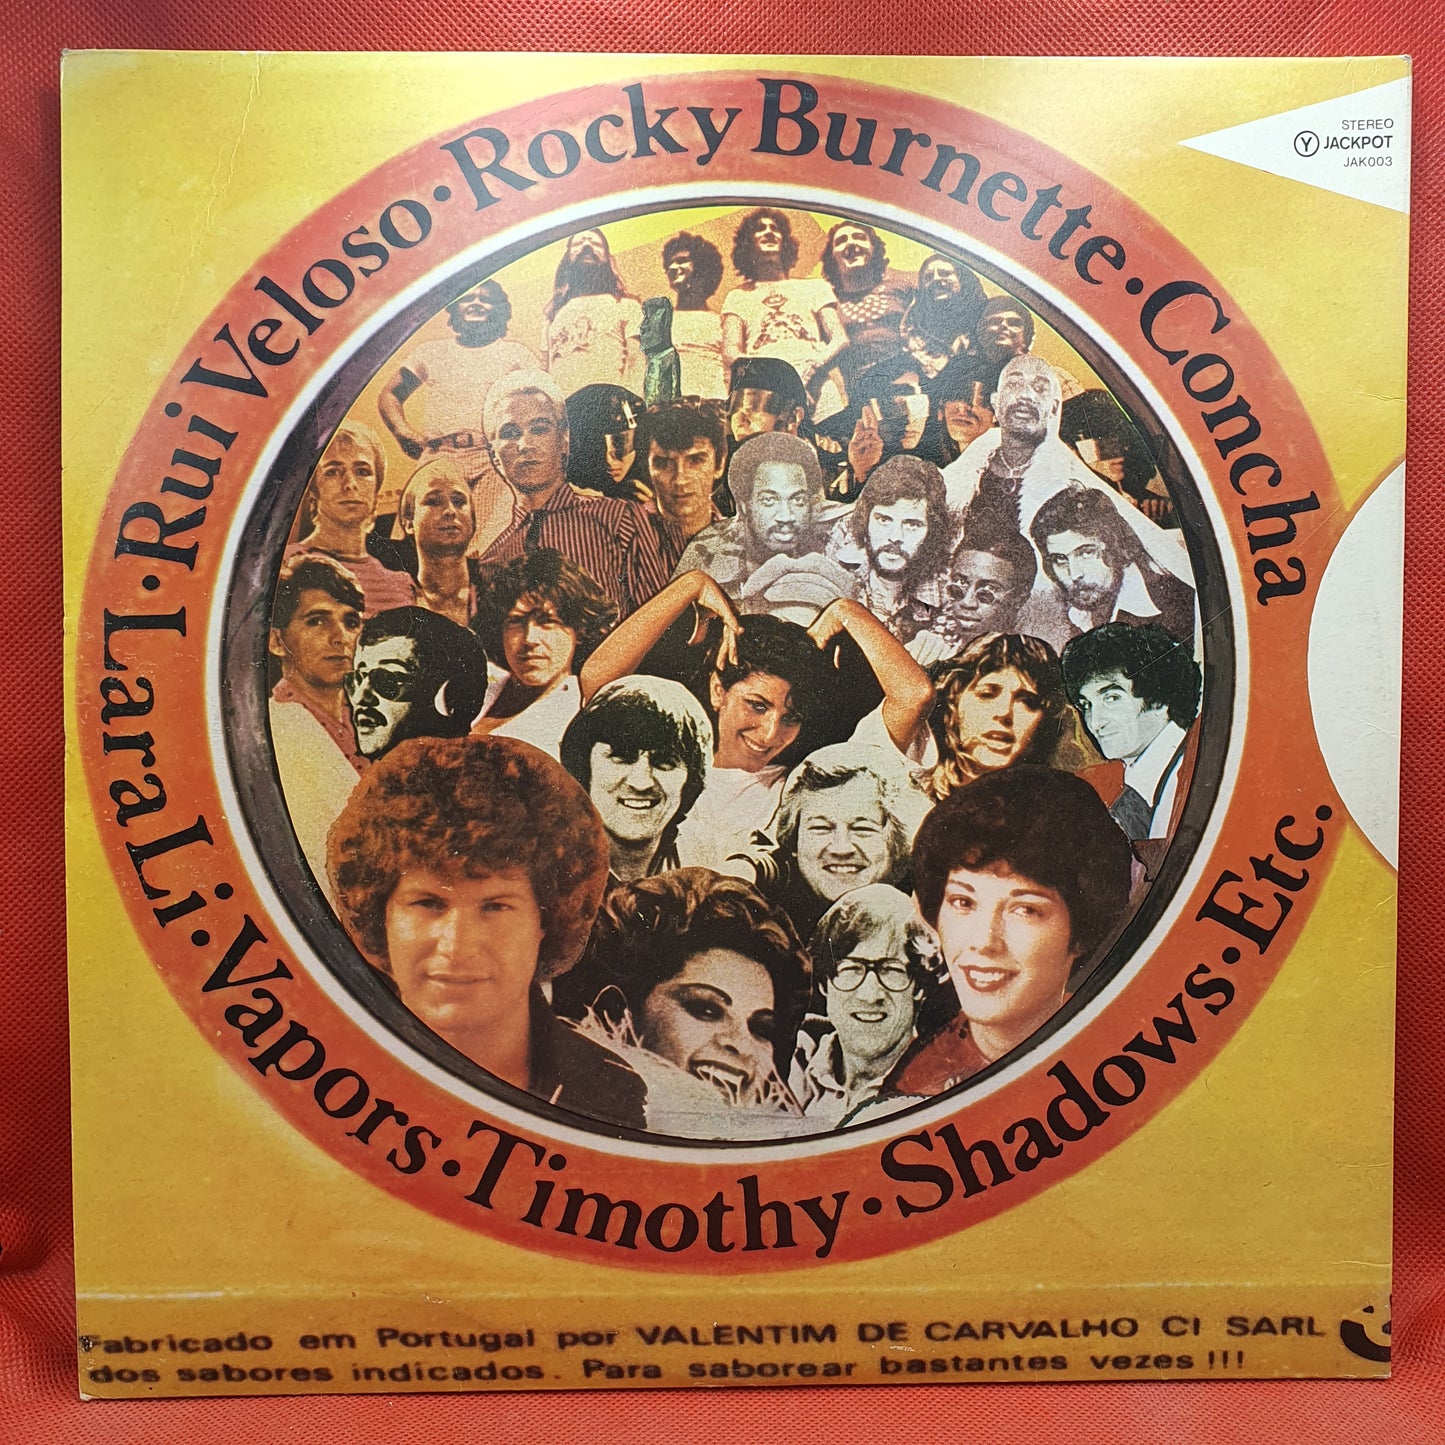 STEREO
Ⓨ JACKPOT
JAK003
I · Rui Veloso · Rocky Burnette · Concha
Lara Li · Vapors · Timothy · Shadows · Etc.
Fabricado em Portugal por VALENTIM DE CARVALHO CI SARL
dos sabores indicados. Para saborear bastantes vezes!!!